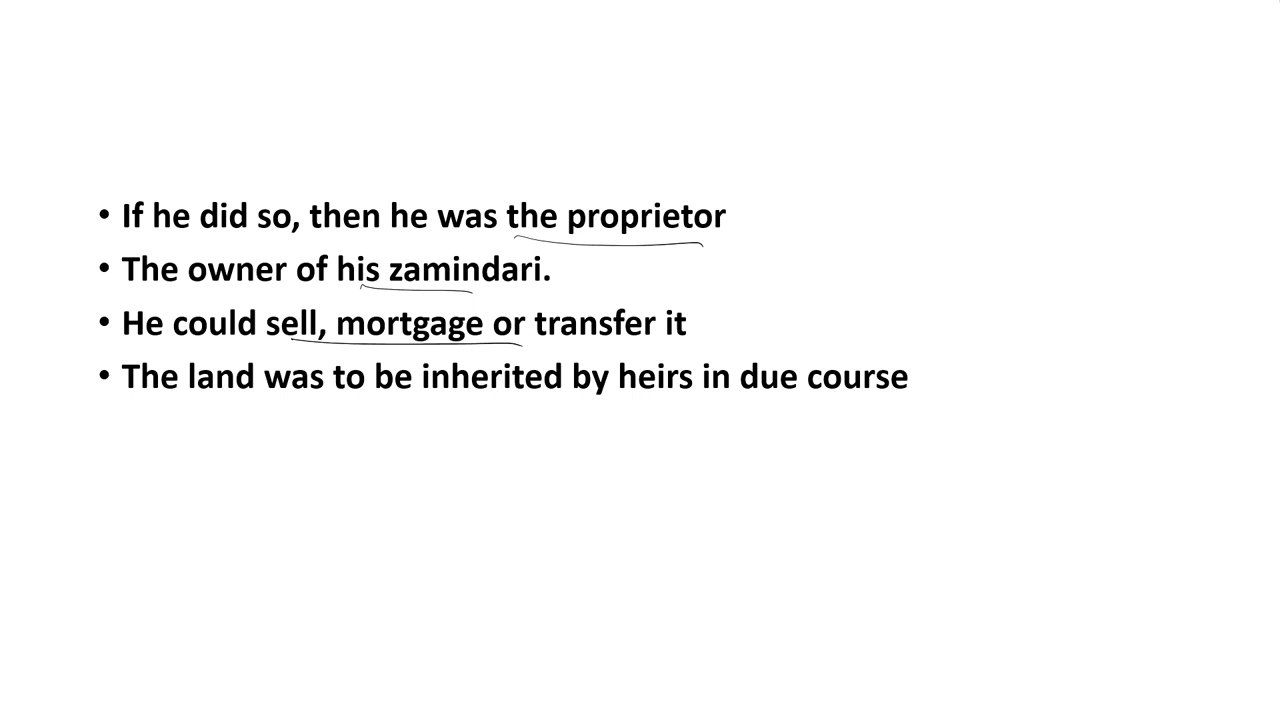 • If he did so, then he was the proprietor
• The owner of his zamindari.
• He could sell, mortgage or transfer it
• The land was to be inherited by heirs in due course